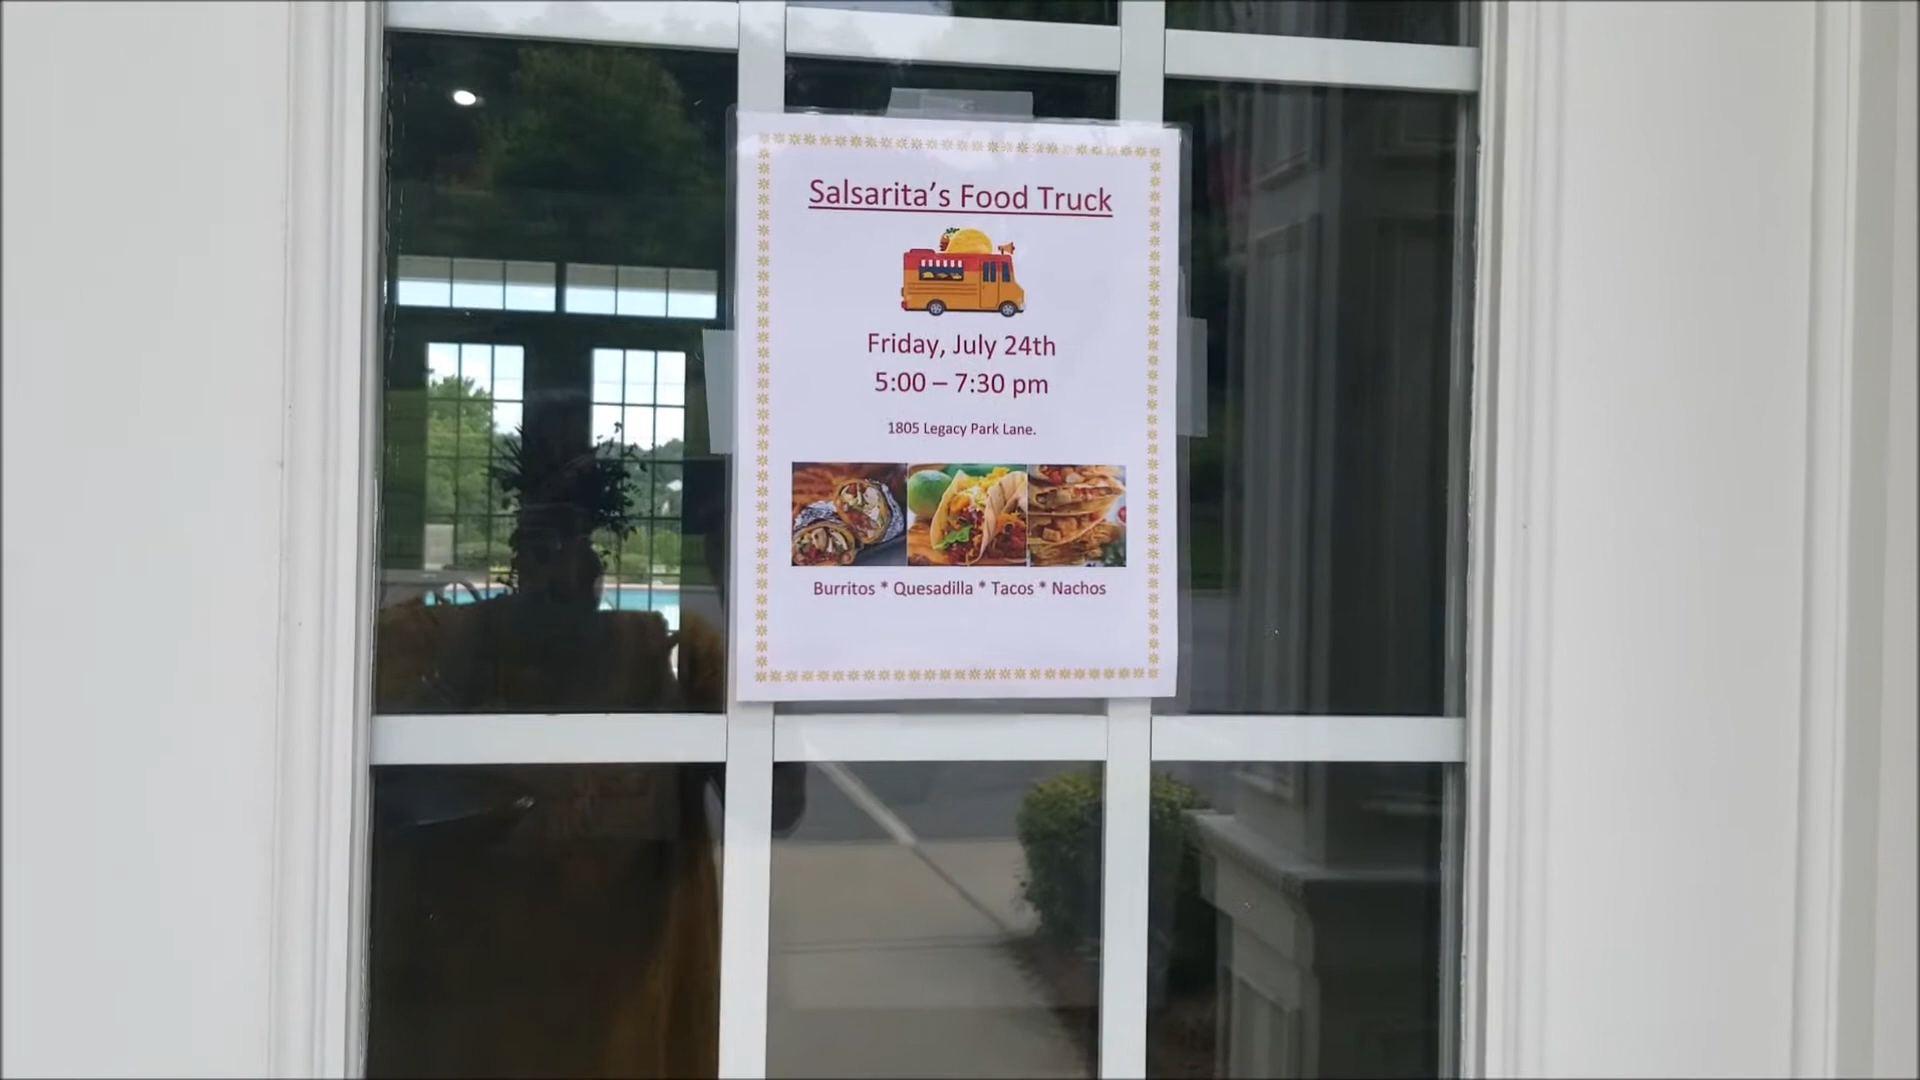 Salsarita’s Food Truck
Friday, July 24th
5:00 – 7:30 pm
1805 Legacy Park Lane.
Burritos * Quesadilla * Tacos * Nachos